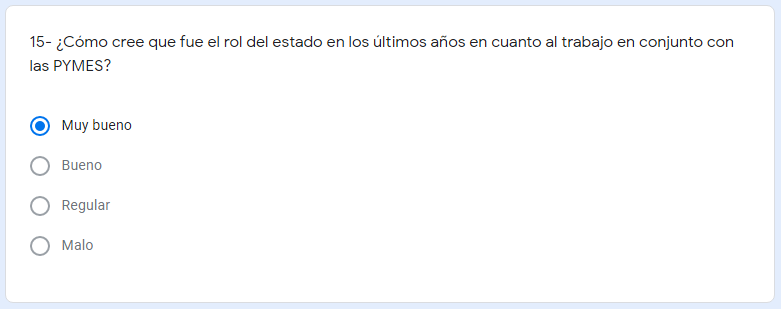 15- ¿Cómo cree que fue el rol del estado en los últimos años en cuanto al trabajo en conjunto con
las PYMES?
Muy bueno
Bueno
Regular
Malo